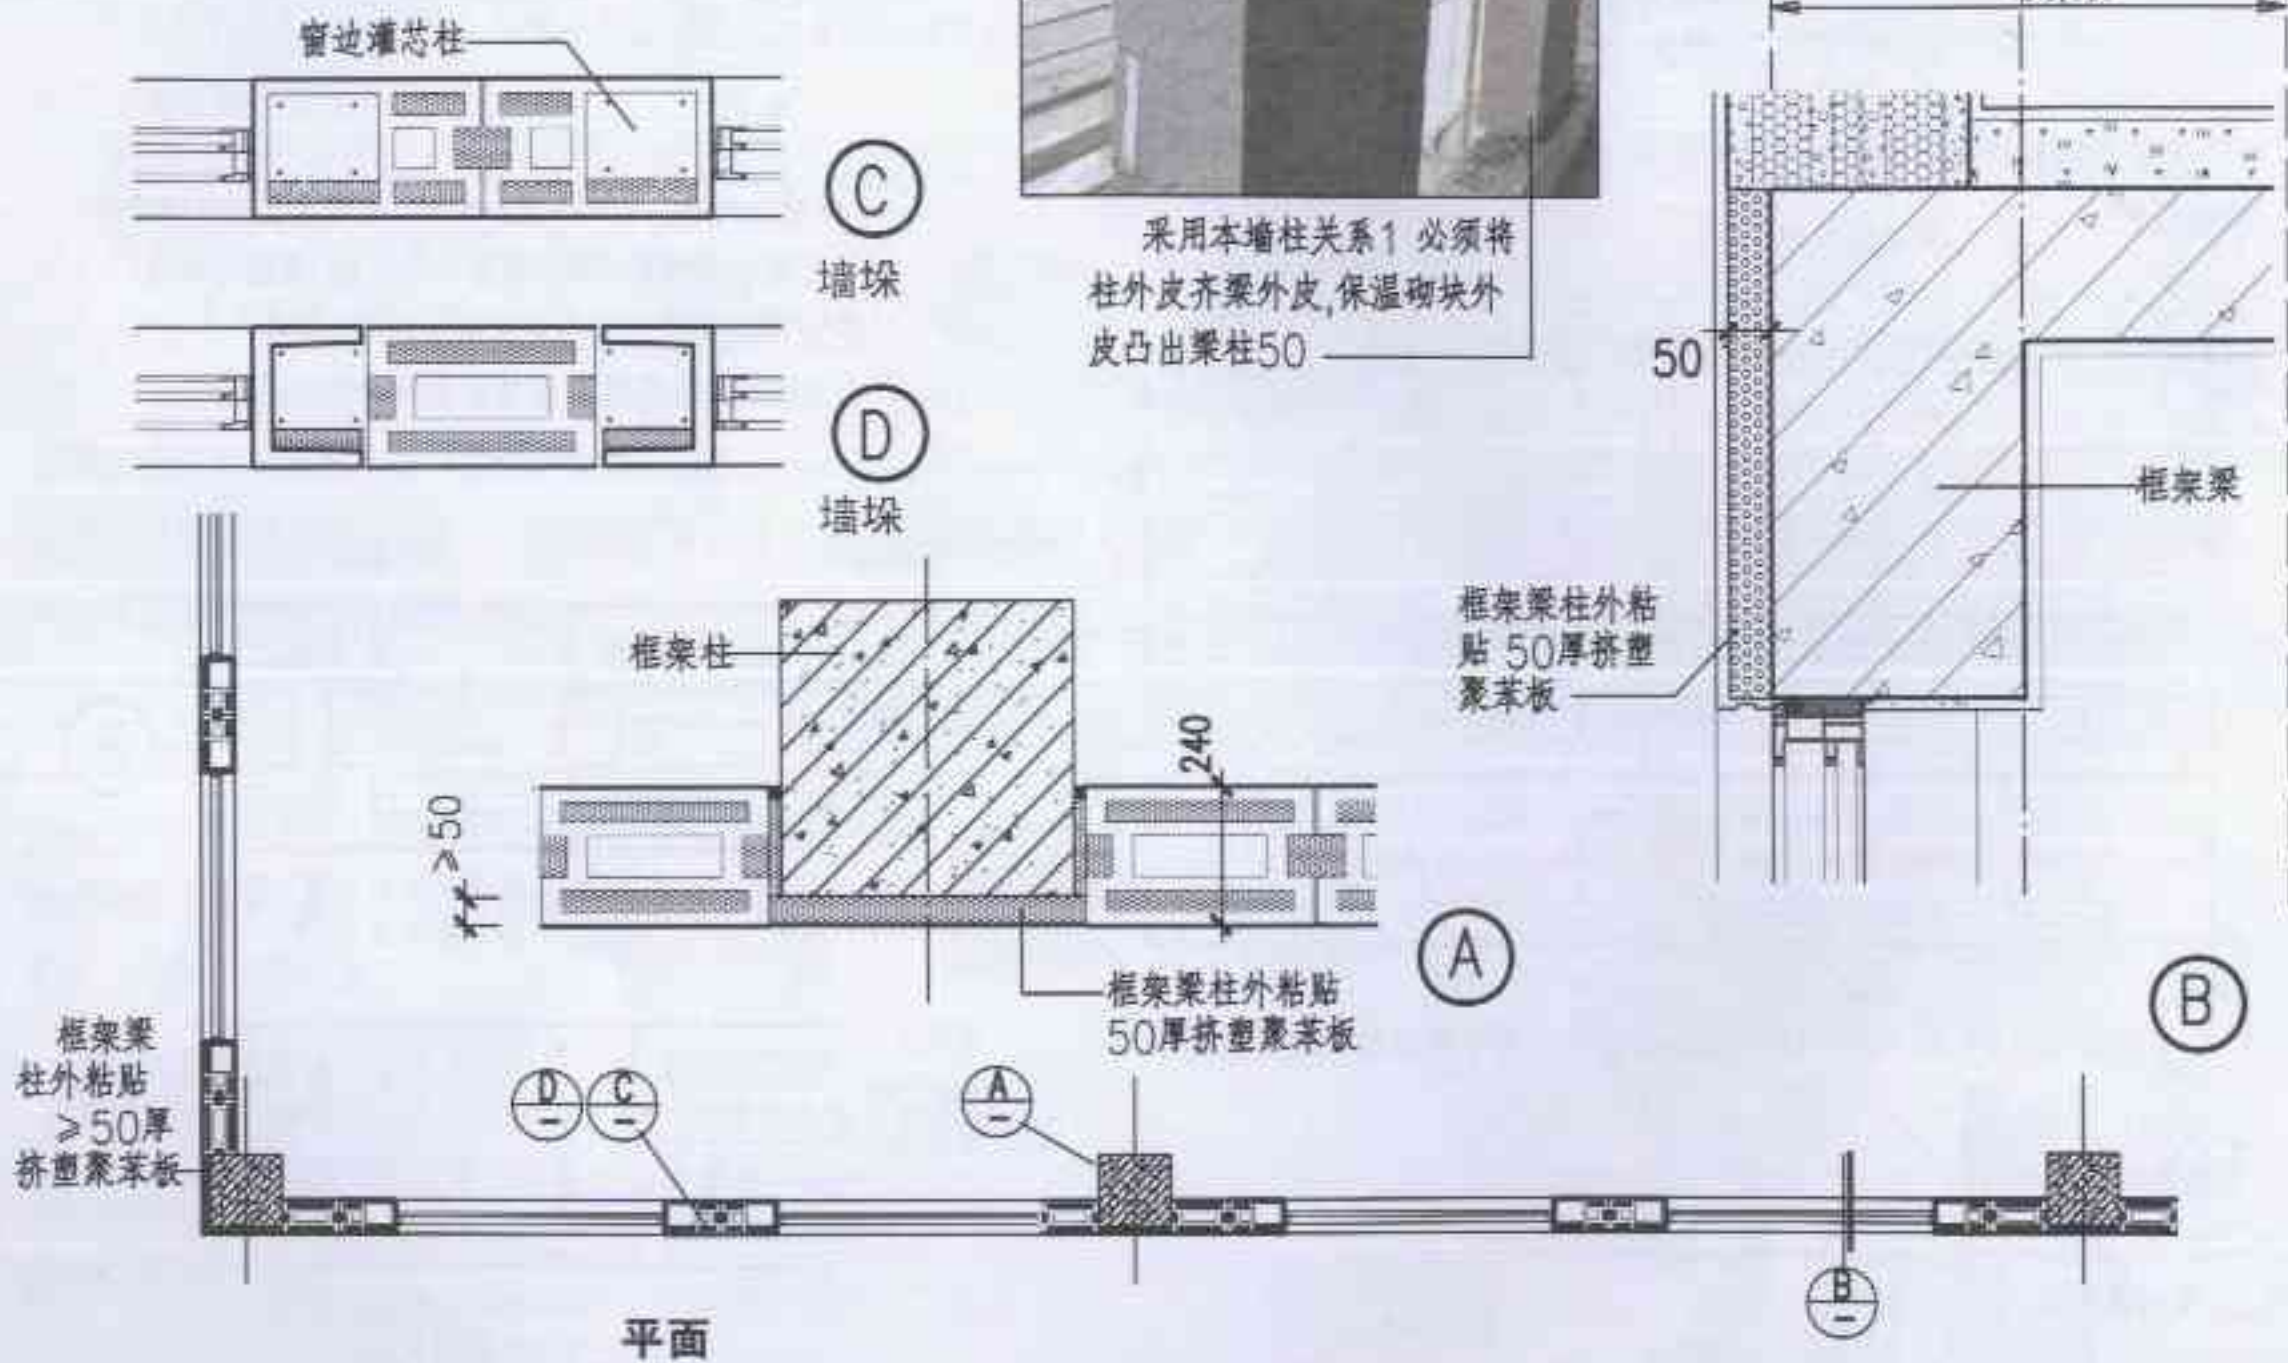 窗边灌芯柱
C
墙垛
D
墙垛
采用本墙柱关系1 必须将
柱外皮齐梁外皮,保温砌块外
皮凸出梁柱50
50
框架梁
框架梁柱外粘
贴 50厚挤塑
聚苯板
B
框架柱
240
≥50
A
框架梁柱外粘贴
50厚挤塑聚苯板
框架梁
柱外粘贴
≥50厚
挤塑聚苯板
D
—
C
—
A
—
B
—
平面